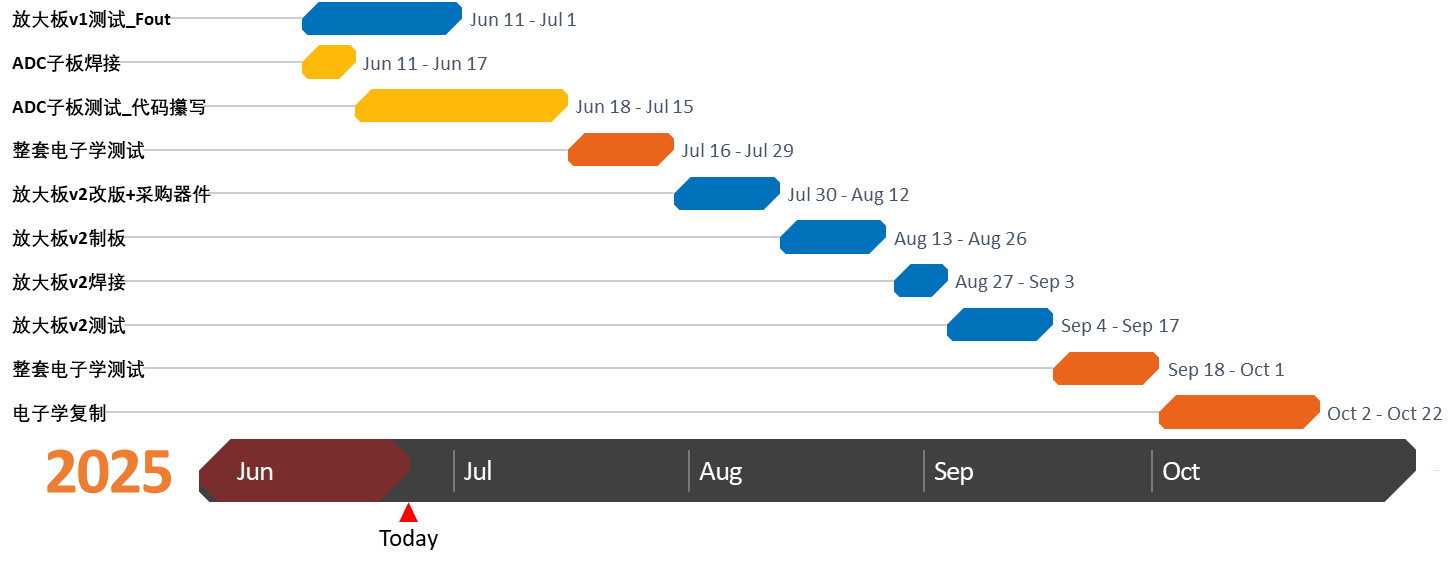 放大板v1测试_Fout Jun 11 - Jul 1
ADC子板焊接 Jun 11 - Jun 17
ADC子板测试_代码攥写 Jun 18 - Jul 15
整套电子学测试 Jul 16 - Jul 29
放大板v2改版+采购器件 Jul 30 - Aug 12
放大板v2制板 Aug 13 - Aug 26
放大板v2焊接 Aug 27 - Sep 3
放大板v2测试 Sep 4 - Sep 17
整套电子学测试 Sep 18 - Oct 1
电子学复制 Oct 2 - Oct 22
2025 Jun Jul Aug Sep Oct
Today